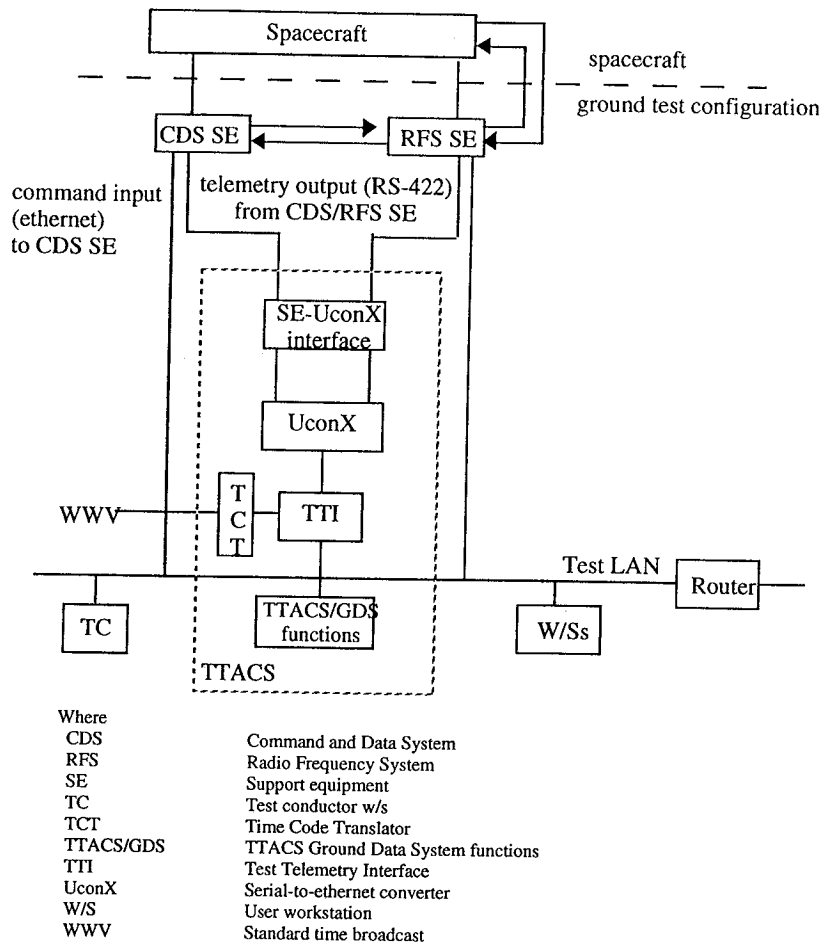 Spacecraft
spacecraft
ground test configuration
CDS SE
RFS SE
command input
(ethernet)
to CDS SE
telemetry output (RS-422)
from CDS/RFS SE
SE-UconX
interface
UconX
WWV
T
C
T
TTI
Test LAN
Router
TC
TTACS/GDS
functions
W/Ss
TTACS
Where
CDS Command and Data System
RFS Radio Frequency System
SE Support equipment
TC Test conductor w/s
TCT Time Code Translator
TTACS/GDS TTACS Ground Data System functions
TTI Test Telemetry Interface
UconX Serial-to-ethernet converter
W/S User workstation
WWV Standard time broadcast